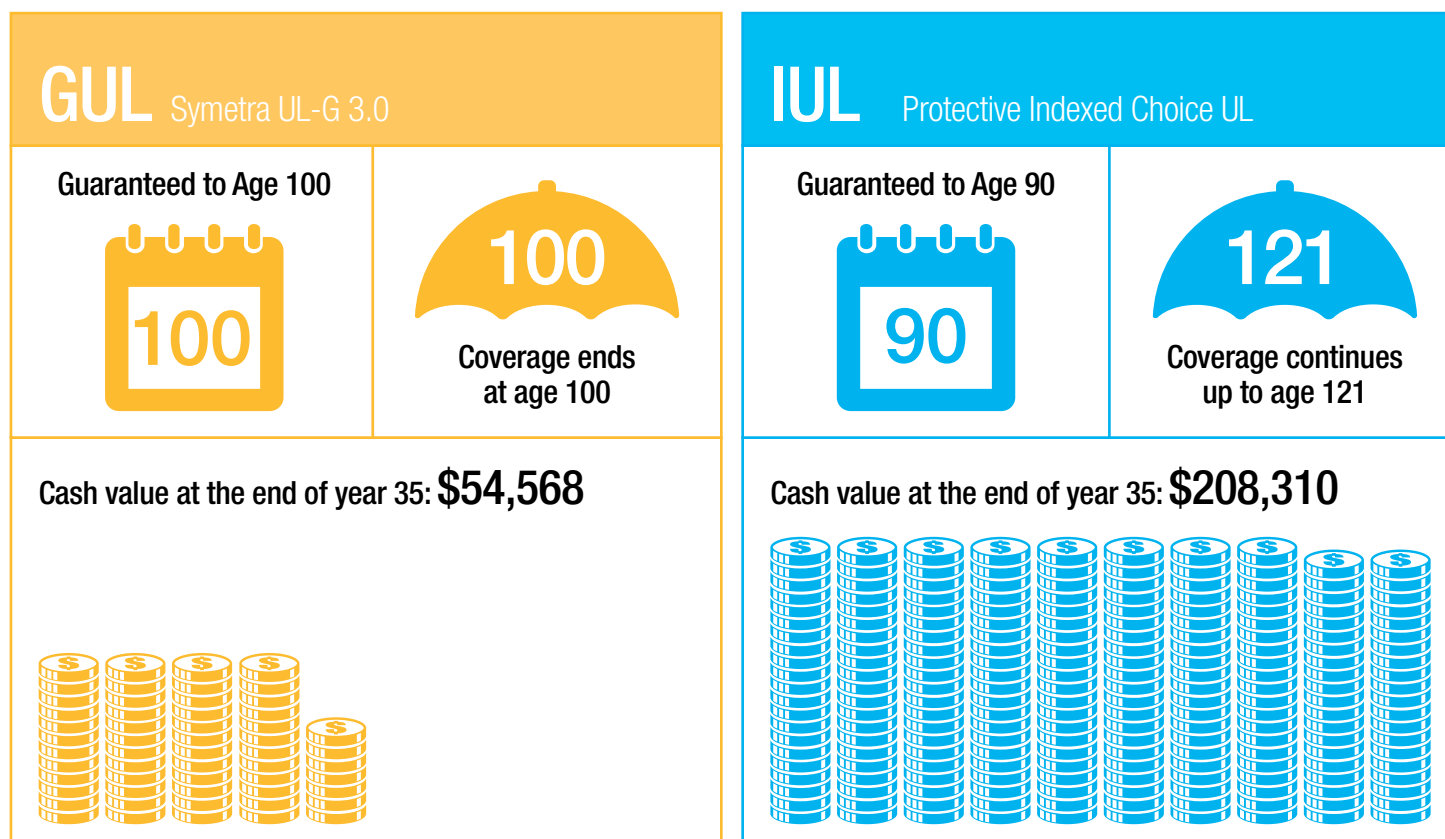 GUL Symetra UL-G 3.0
Guaranteed to Age 100
100
100
Coverage ends
at age 100
Cash value at the end of year 35: $54,568
$ $ $ $ $
IUL Protective Indexed Choice UL
Guaranteed to Age 90
90
121
Coverage continues
up to age 121
Cash value at the end of year 35: $208,310
$ $ $ $ $ $ $ $ $ $